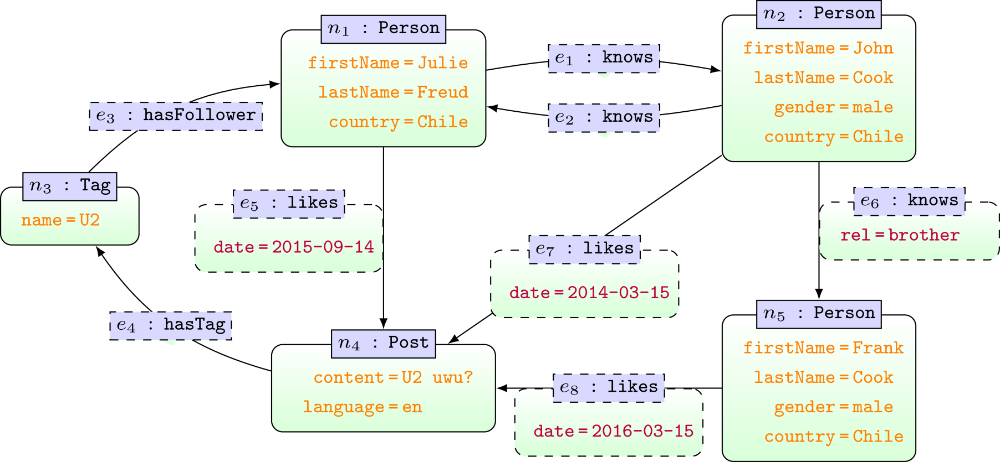 n₁ : Person
firstName = Julie
lastName = Freud
country = Chile
e₁ : knows
e₂ : knows
n₂ : Person
firstName = John
lastName = Cook
gender = male
country = Chile
e₃ : hasFollower
n₃ : Tag
name = U2
e₅ : likes
date = 2015-09-14
e₇ : likes
date = 2014-03-15
e₆ : knows
rel = brother
e₄ : hasTag
n₄ : Post
content = U2 uwu?
language = en
e₈ : likes
date = 2016-03-15
n₅ : Person
firstName = Frank
lastName = Cook
gender = male
country = Chile